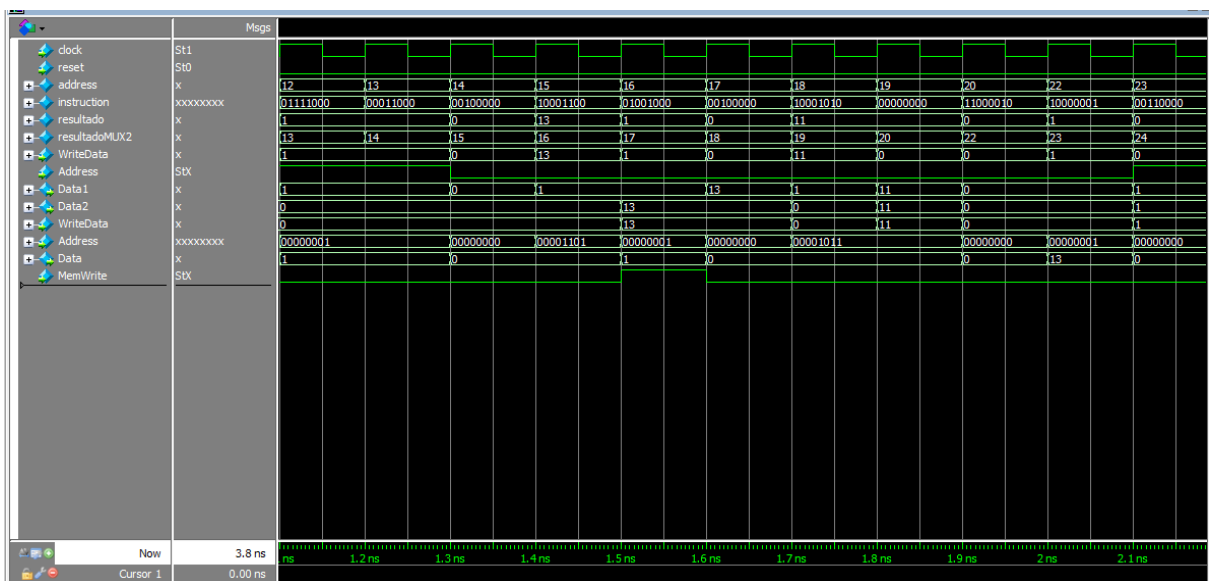 Msgs
clock St1
reset St0
address x 12 13 14 15 16 17 18 19 20 22 23
instruction xxxxxxxx 01111000 00011000 00100000 10001100 01001000 00100000 10001010 00000000 11000010 10000001 00110000
resultado x 1 0 13 1 0 11 0 1 0
resultadoMUX2 x 13 14 15 16 17 18 19 20 22 23 24
WriteData x 1 0 13 1 0 11 0 0 1 0
Address StX
Data1 x 1 0 1 13 1 11 0 1
Data2 x 0 13 0 11 0 1
WriteData x 0 13 0 11 0 1
Address xxxxxxxx 00000001 00000000 00001101 00000001 00000000 00001011 00000000 00000001 00000000
Data x 1 0 1 0 0 13 0
MemWrite StX
Now 3.8 ns ns 1.2 ns 1.3 ns 1.4 ns 1.5 ns 1.6 ns 1.7 ns 1.8 ns 1.9 ns 2 ns 2.1 ns
Cursor 1 0.00 ns